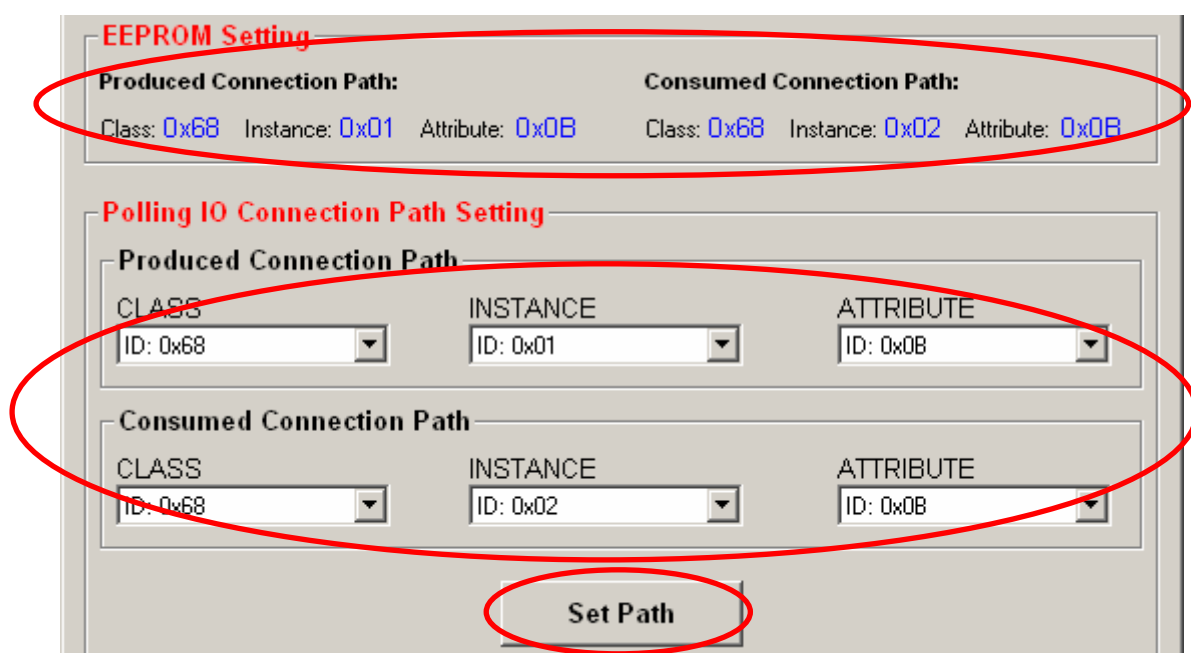 EEPROM Setting
Produced Connection Path: Consumed Connection Path:
Class: 0x68 Instance: 0x01 Attribute: 0x0B Class: 0x68 Instance: 0x02 Attribute: 0x0B
Polling IO Connection Path Setting
Produced Connection Path
CLASS INSTANCE ATTRIBUTE
ID: 0x68 ID: 0x01 ID: 0x0B
Consumed Connection Path
CLASS INSTANCE ATTRIBUTE
ID: 0x68 ID: 0x02 ID: 0x0B
Set Path